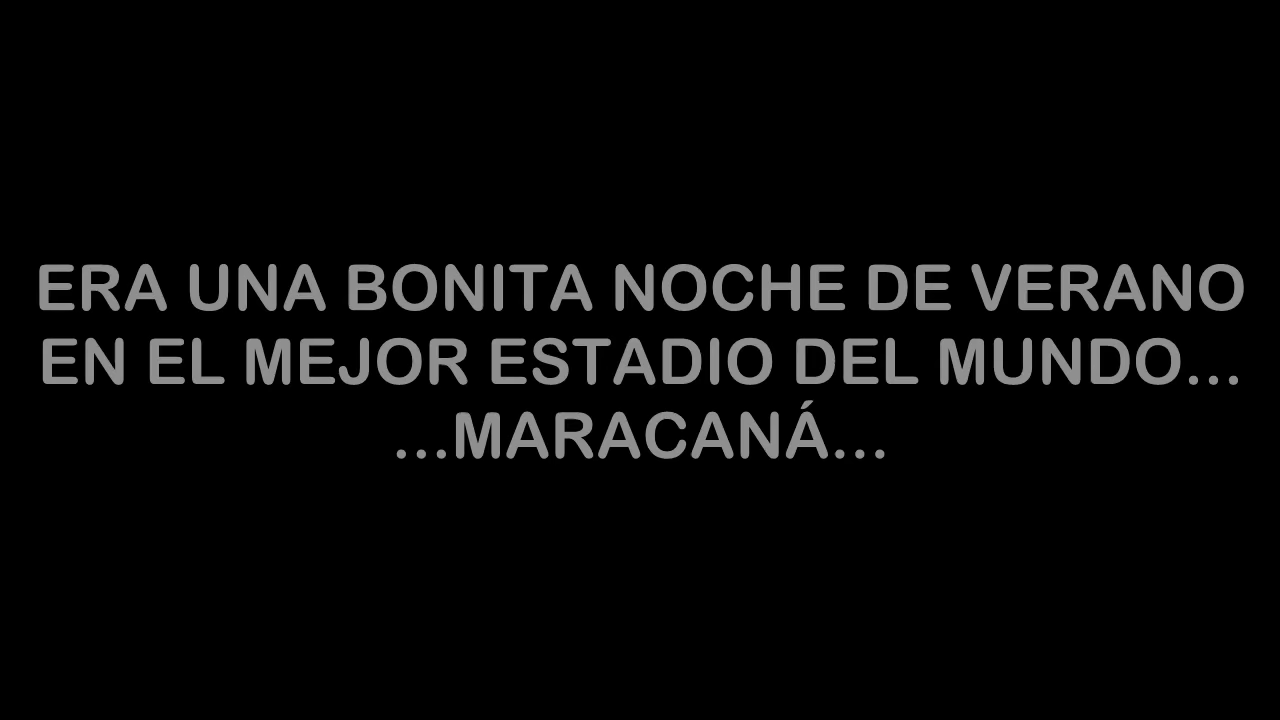 ERA UNA BONITA NOCHE DE VERANO
EN EL MEJOR ESTADIO DEL MUNDO...
...MARACANÁ...